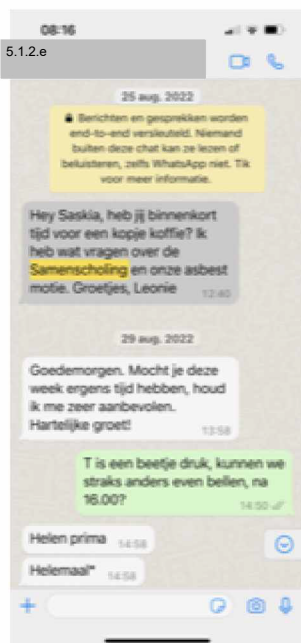 08:16
5.1.2.e
25 aug. 2022
Berichten en gesprekken worden
end-to-end versleuteld. Niemand
buiten deze chat kan ze lezen of
beluisteren, zelfs WhatsApp niet. Tik
voor meer informatie.
Hey Saskia, heb jij binnenkort
tijd voor een kopje koffie? Ik
heb wat vragen over de
Samenscholing en onze asbest
motie. Groetjes, Leonie
12:40
29 aug. 2022
Goedemorgen. Mocht je deze
week ergens tijd hebben, houd
ik me zeer aanbevolen.
Hartelijke groet!
13:58
T is een beetje druk, kunnen we
straks anders even bellen, na
16.00?
14:50
Helen prima 14:58
Helemaal* 14:58